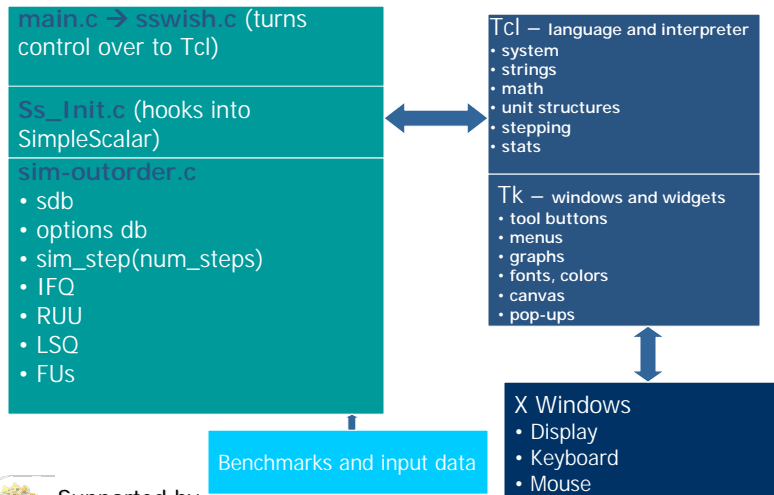 main.c → sswish.c (turns
control over to Tcl)
Ss_Init.c (hooks into
SimpleScalar)
sim-outorder.c
• sdb
• options db
• sim_step(num_steps)
• IFQ
• RUU
• LSQ
• FUs
Benchmarks and input data
Supported by
Tcl – language and interpreter
• system
• strings
• math
• unit structures
• stepping
• stats
Tk – windows and widgets
• tool buttons
• menus
• graphs
• fonts, colors
• canvas
• pop-ups
X Windows
• Display
• Keyboard
• Mouse